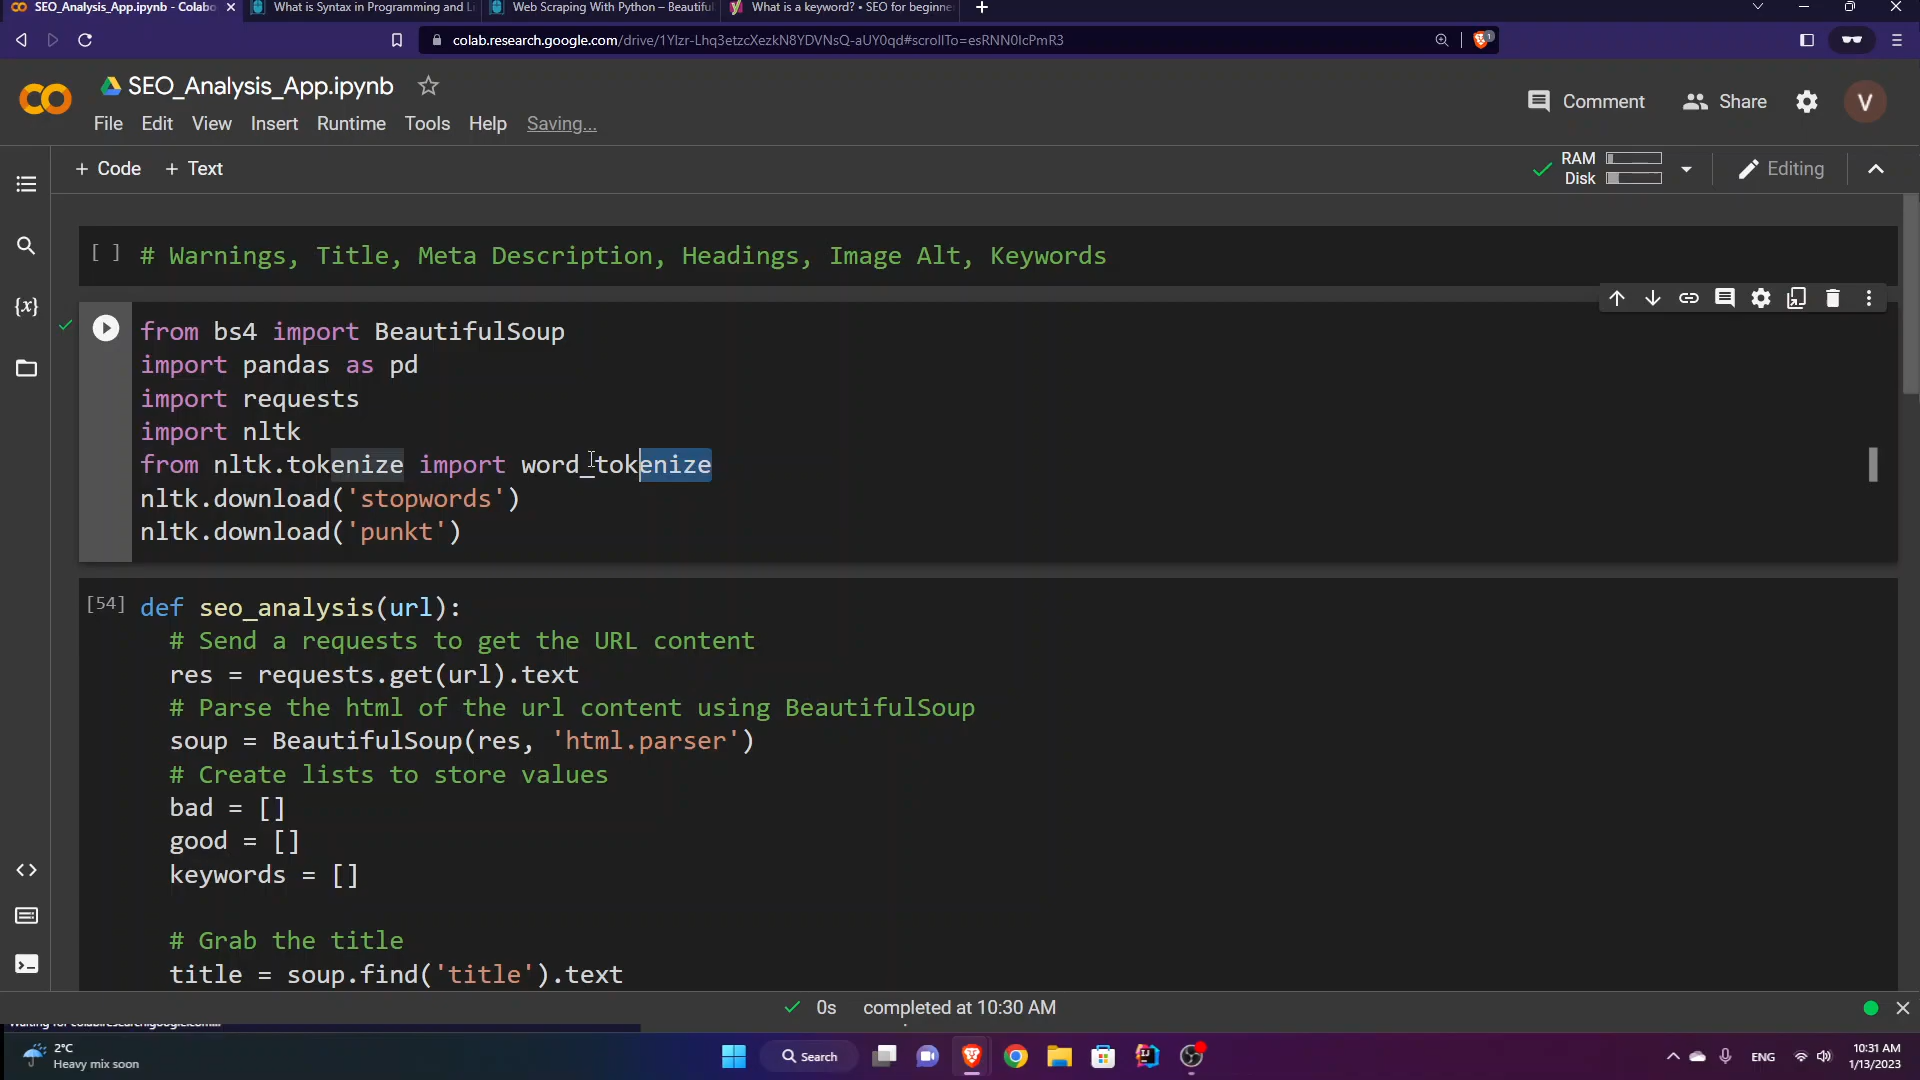 SEO_Analysis_App.ipynb - Colabo
What is Syntax in Programming and Li
Web Scraping With Python – Beautiful
What is a keyword? • SEO for beginne
colab.research.google.com/drive/1YIzr-Lhq3etzcXezkN8YDVNsQ-aUY0qd#scrollTo=esRNN0IcPmR3
1
SEO_Analysis_App.ipynb
Comment
Share
V
File Edit View Insert Runtime Tools Help Saving...
+ Code + Text
RAM
Disk
Editing
[ ] # Warnings, Title, Meta Description, Headings, Image Alt, Keywords
{x}
from bs4 import BeautifulSoup
import pandas as pd
import requests
import nltk
from nltk.tokenize import word_tokenize
nltk.download('stopwords')
nltk.download('punkt')
[54] def seo_analysis(url):
# Send a requests to get the URL content
res = requests.get(url).text
# Parse the html of the url content using BeautifulSoup
soup = BeautifulSoup(res, 'html.parser')
# Create lists to store values
bad = []
good = []
keywords = []
# Grab the title
title = soup.find('title').text
0s completed at 10:30 AM
2°C
Heavy mix soon
Search
ENG
10:31 AM
1/13/2023